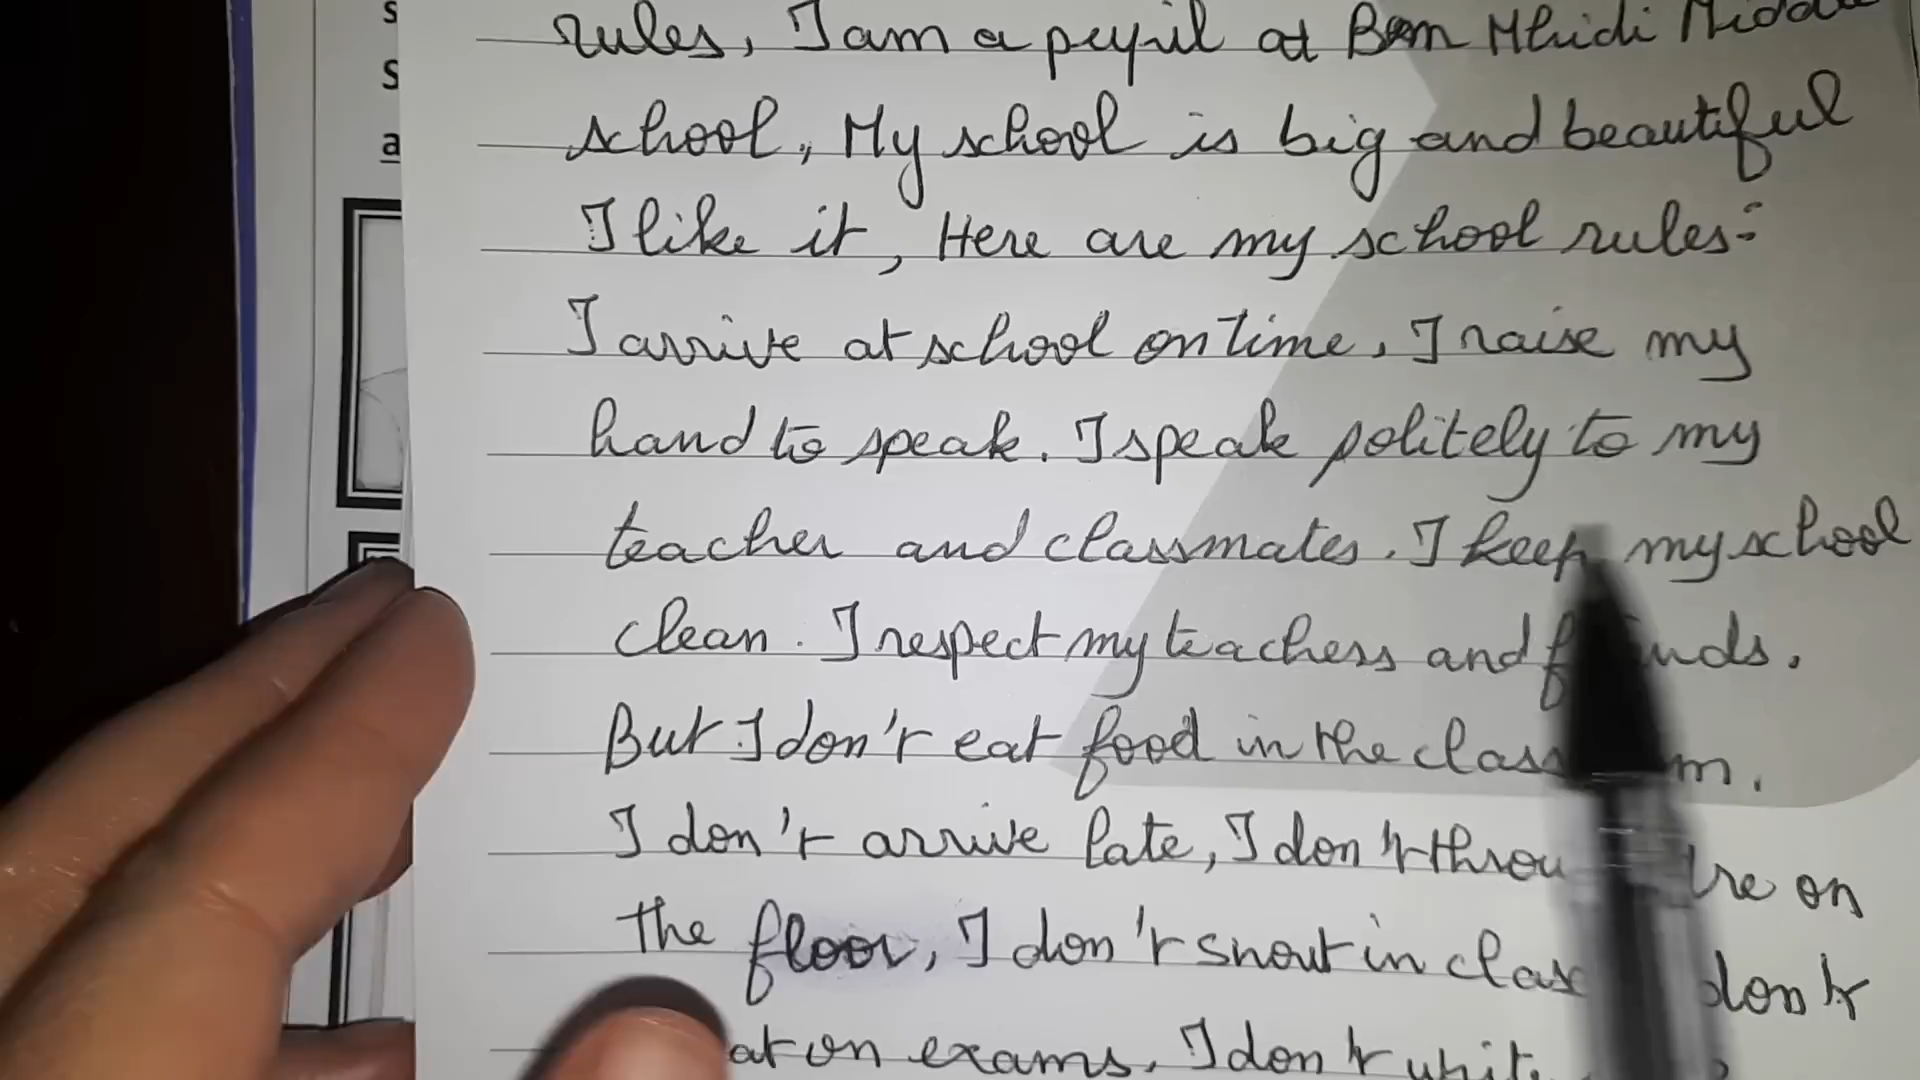 s
S
a
rules, I am a pupil at Ben Mhidi Middle
school, My school is big and beautiful
I like it, Here are my school rules:
I arrive at school on time. I raise my
hand to speak. I speak politely to my
teacher and classmates. I keep my school
clean. I respect my teachers and
But I don't eat food in the
I don't arrive late, I don't on
the floor, I don't shout in don't
on exams. I don't